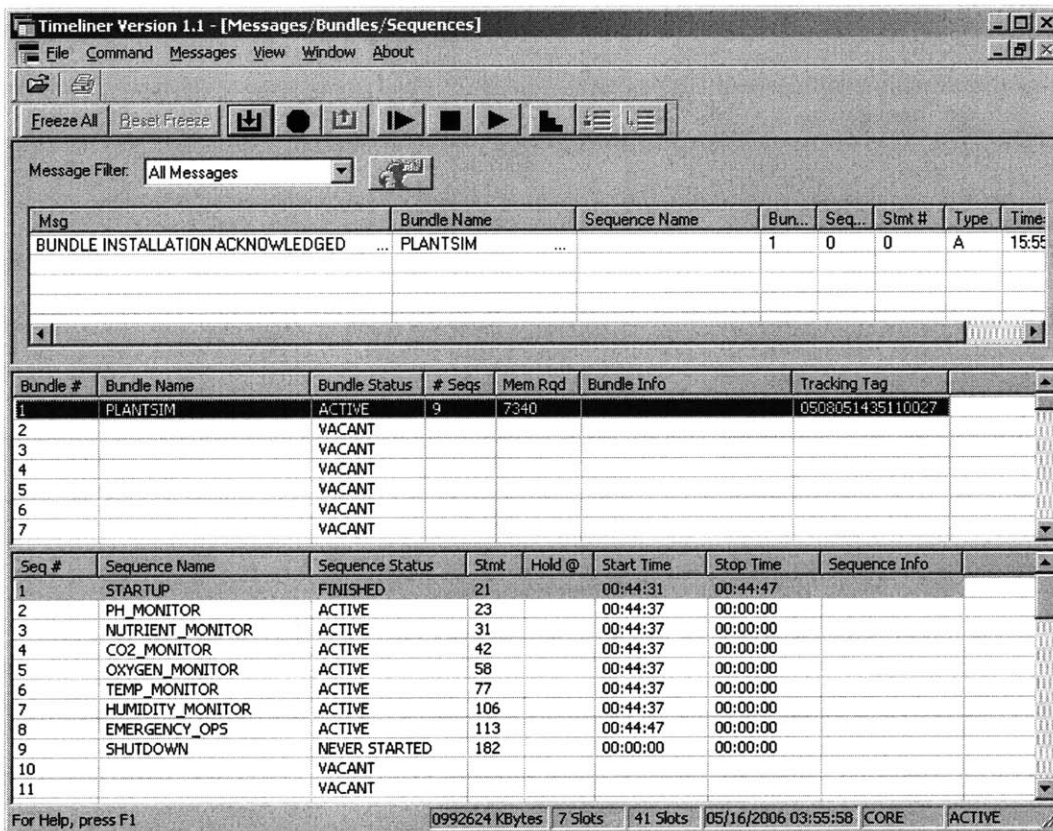 Timeliner Version 1.1 - [Messages/Bundles/Sequences]
File Command Messages View Window About
Freeze All Reset Freeze
Message Filter: All Messages
Msg Bundle Name Sequence Name Bun... Seq... Stmt # Type Time
BUNDLE INSTALLATION ACKNOWLEDGED ... PLANTSIM ... 1 0 0 A 15:55
Bundle # Bundle Name Bundle Status # Seqs Mem Rqd Bundle Info Tracking Tag
1 PLANTSIM ACTIVE 9 7340 0508051435110027
2 VACANT
3 VACANT
4 VACANT
5 VACANT
6 VACANT
7 VACANT
Seq # Sequence Name Sequence Status Stmt Hold @ Start Time Stop Time Sequence Info
1 STARTUP FINISHED 21 00:44:31 00:44:47
2 PH_MONITOR ACTIVE 23 00:44:37 00:00:00
3 NUTRIENT_MONITOR ACTIVE 31 00:44:37 00:00:00
4 CO2_MONITOR ACTIVE 42 00:44:37 00:00:00
5 OXYGEN_MONITOR ACTIVE 58 00:44:37 00:00:00
6 TEMP_MONITOR ACTIVE 77 00:44:37 00:00:00
7 HUMIDITY_MONITOR ACTIVE 106 00:44:37 00:00:00
8 EMERGENCY_OPS ACTIVE 113 00:44:47 00:00:00
9 SHUTDOWN NEVER STARTED 182 00:00:00 00:00:00
10 VACANT
11 VACANT
For Help, press F1 0992624 KBytes 7 Slots 41 Slots 05/16/2006 03:55:58 CORE ACTIVE